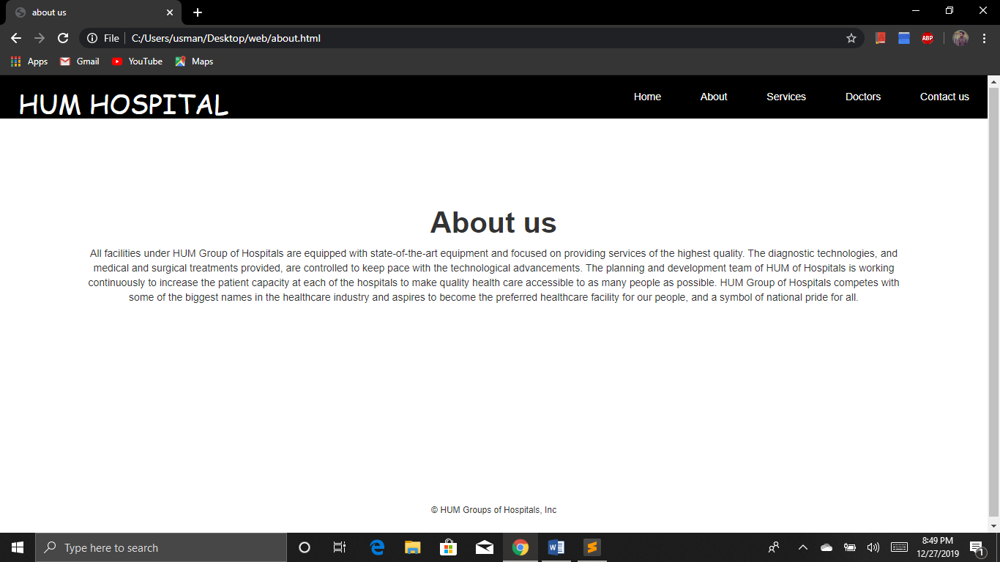 about us
File C:/Users/usman/Desktop/web/about.html
ABP
Apps Gmail YouTube Maps
HUM HOSPITAL
Home About Services Doctors Contact us
About us
All facilities under HUM Group of Hospitals are equipped with state-of-the-art equipment and focused on providing services of the highest quality. The diagnostic technologies, and
medical and surgical treatments provided, are controlled to keep pace with the technological advancements. The planning and development team of HUM of Hospitals is working
continuously to increase the patient capacity at each of the hospitals to make quality health care accessible to as many people as possible. HUM Group of Hospitals competes with
some of the biggest names in the healthcare industry and aspires to become the preferred healthcare facility for our people, and a symbol of national pride for all.
© HUM Groups of Hospitals, Inc
Type here to search
8:49 PM
12/27/2019
1